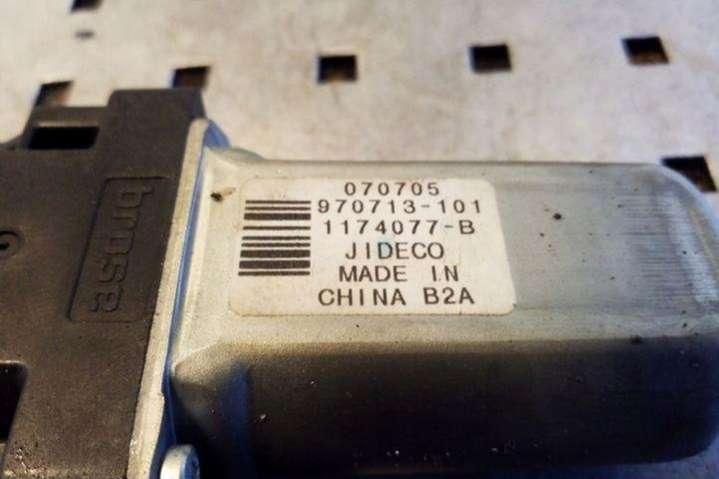 brose
070705
970713-101
1174077-B
JIDECO
MADE IN
CHINA B2A